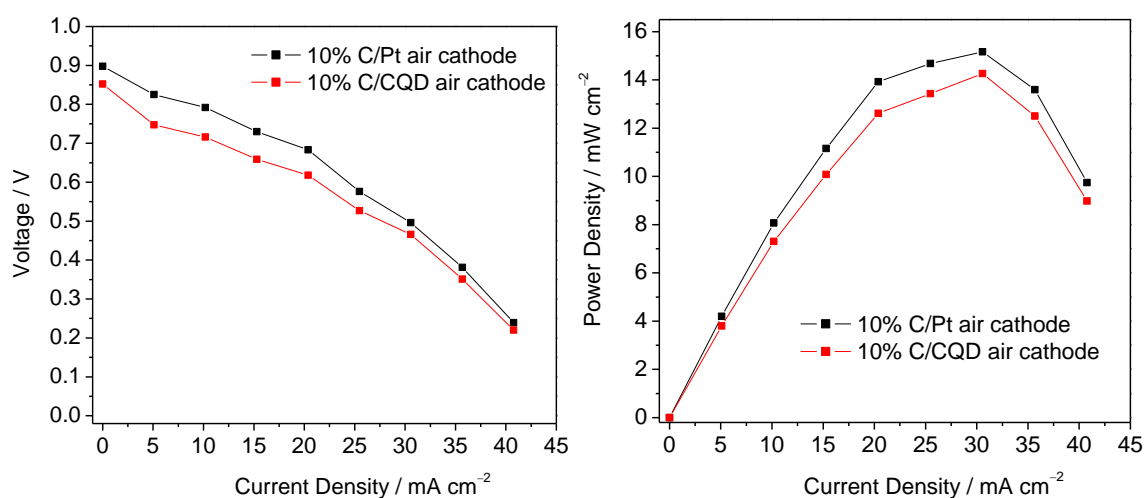 1.0
0.9
0.8
0.7
0.6
0.5
0.4
0.3
0.2
0.1
0.0
Voltage / V
10% C/Pt air cathode
10% C/CQD air cathode
0 5 10 15 20 25 30 35 40 45
Current Density / mA cm⁻²
16
14
12
10
8
6
4
2
0
Power Density / mW cm⁻²
10% C/Pt air cathode
10% C/CQD air cathode
0 5 10 15 20 25 30 35 40 45
Current Density / mA cm⁻²